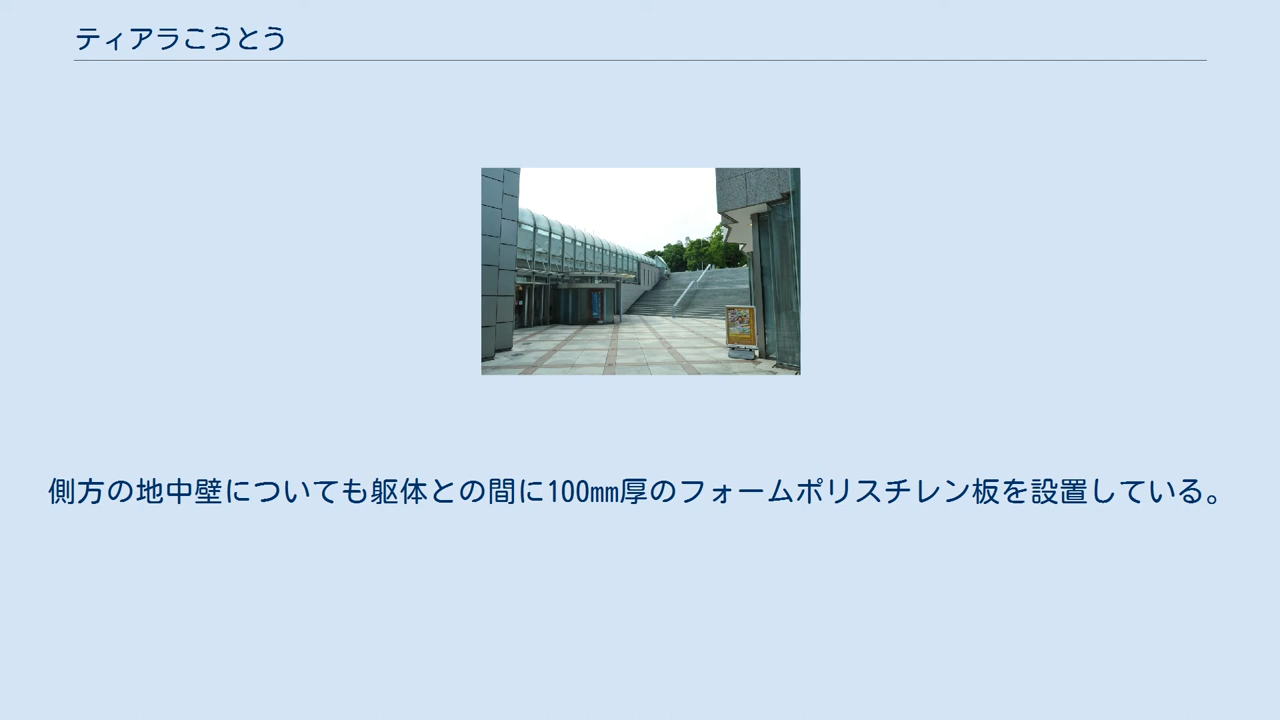 ティアラこうとう
側方の地中壁についても躯体との間に100mm厚のフォームポリスチレン板を設置している。